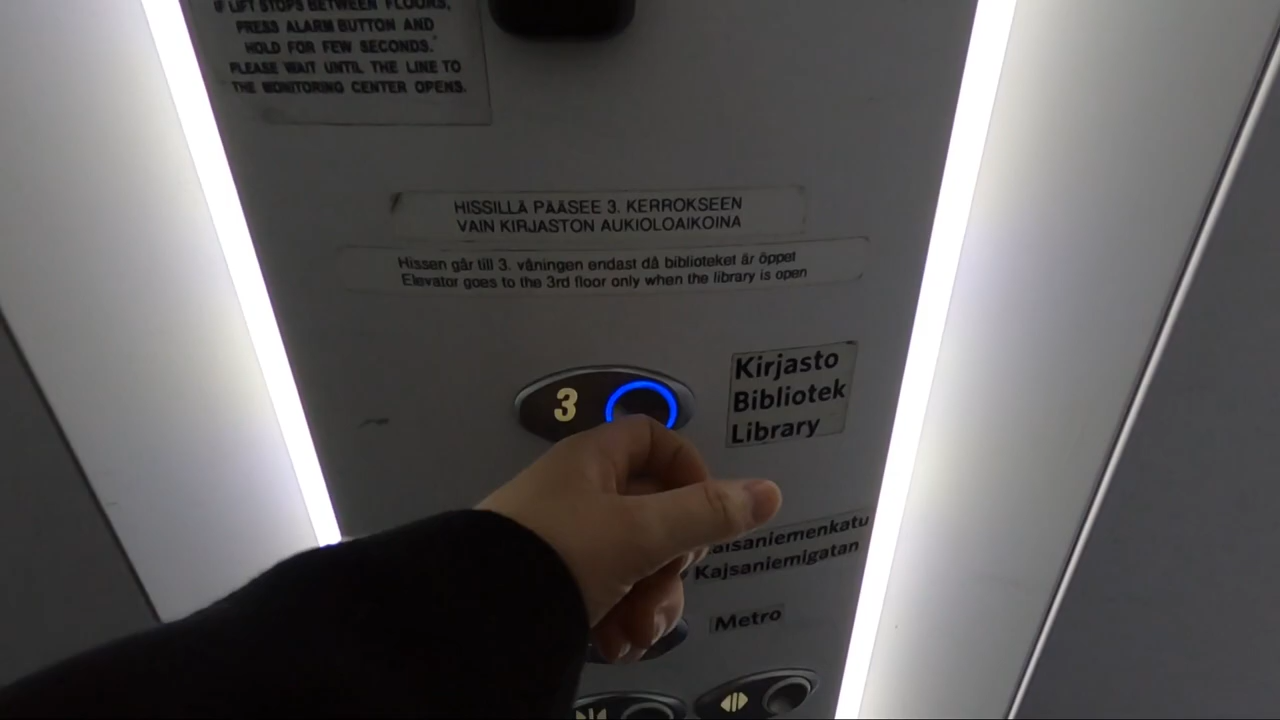 IF LIFT STOPS BETWEEN FLOORS,
PRESS ALARM BUTTON AND
HOLD FOR FEW SECONDS.
PLEASE WAIT UNTIL THE LINE TO
THE MONITORING CENTER OPENS.
HISSILLÄ PÄÄSEE 3. KERROKSEEN
VAIN KIRJASTON AUKIOLOAIKOINA
Hissen går till 3. våningen endast då biblioteket är öppet
Elevator goes to the 3rd floor only when the library is open
3
Kirjasto
Bibliotek
Library
Kajsaniemigatan
Metro